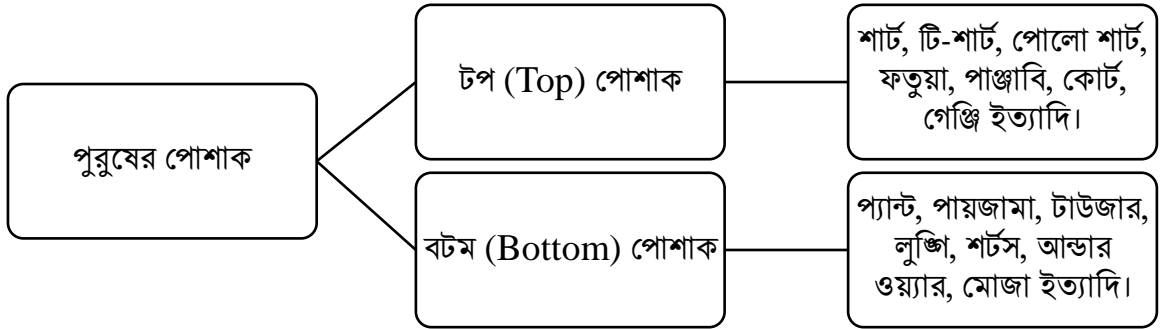 পুরুষের পোশাক
টপ (Top) পোশাক
শার্ট, টি-শার্ট, পোলো শার্ট,
ফতুয়া, পাঞ্জাবি, কোর্ট,
গেঞ্জি ইত্যাদি।
বটম (Bottom) পোশাক
প্যান্ট, পায়জামা, টাউজার,
লুঙ্গি, শর্টস, আন্ডার
ওয়্যার, মোজা ইত্যাদি।